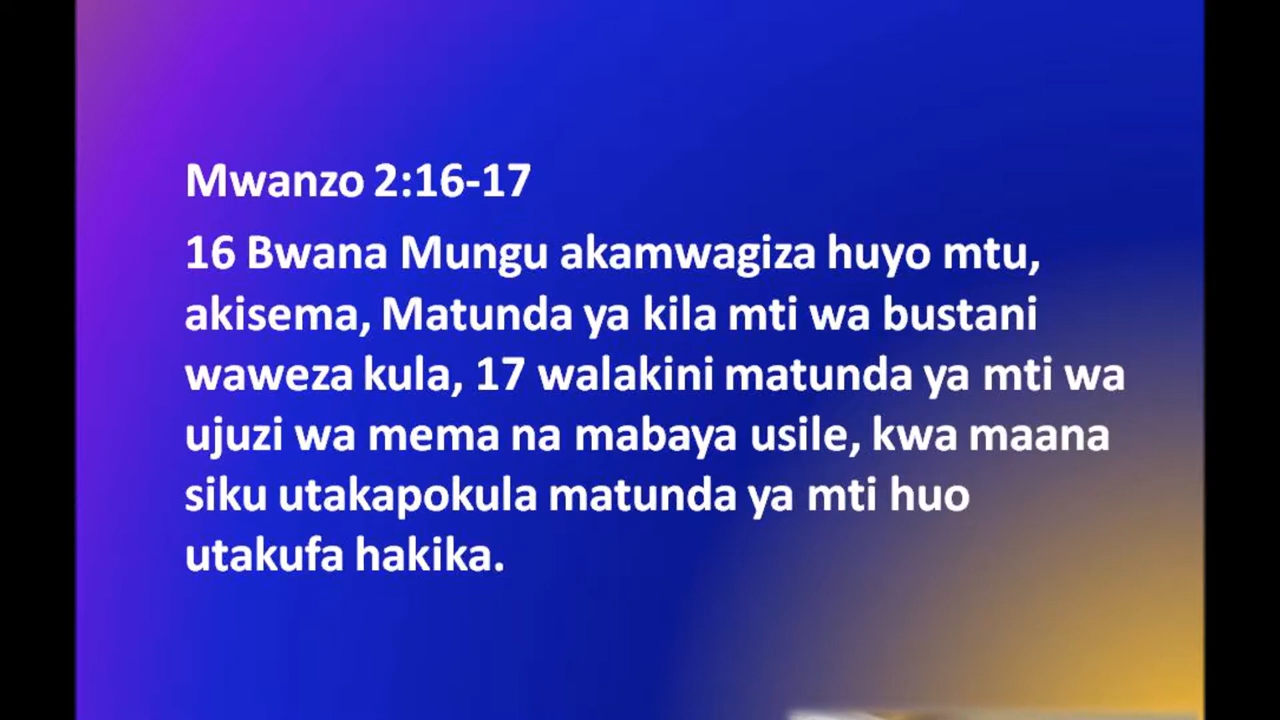 Mwanzo 2:16-17
16 Bwana Mungu akamwagiza huyo mtu,
akisema, Matunda ya kila mti wa bustani
waweza kula, 17 walakini matunda ya mti wa
ujuzi wa mema na mabaya usile, kwa maana
siku utakapokula matunda ya mti huo
utakufa hakika.